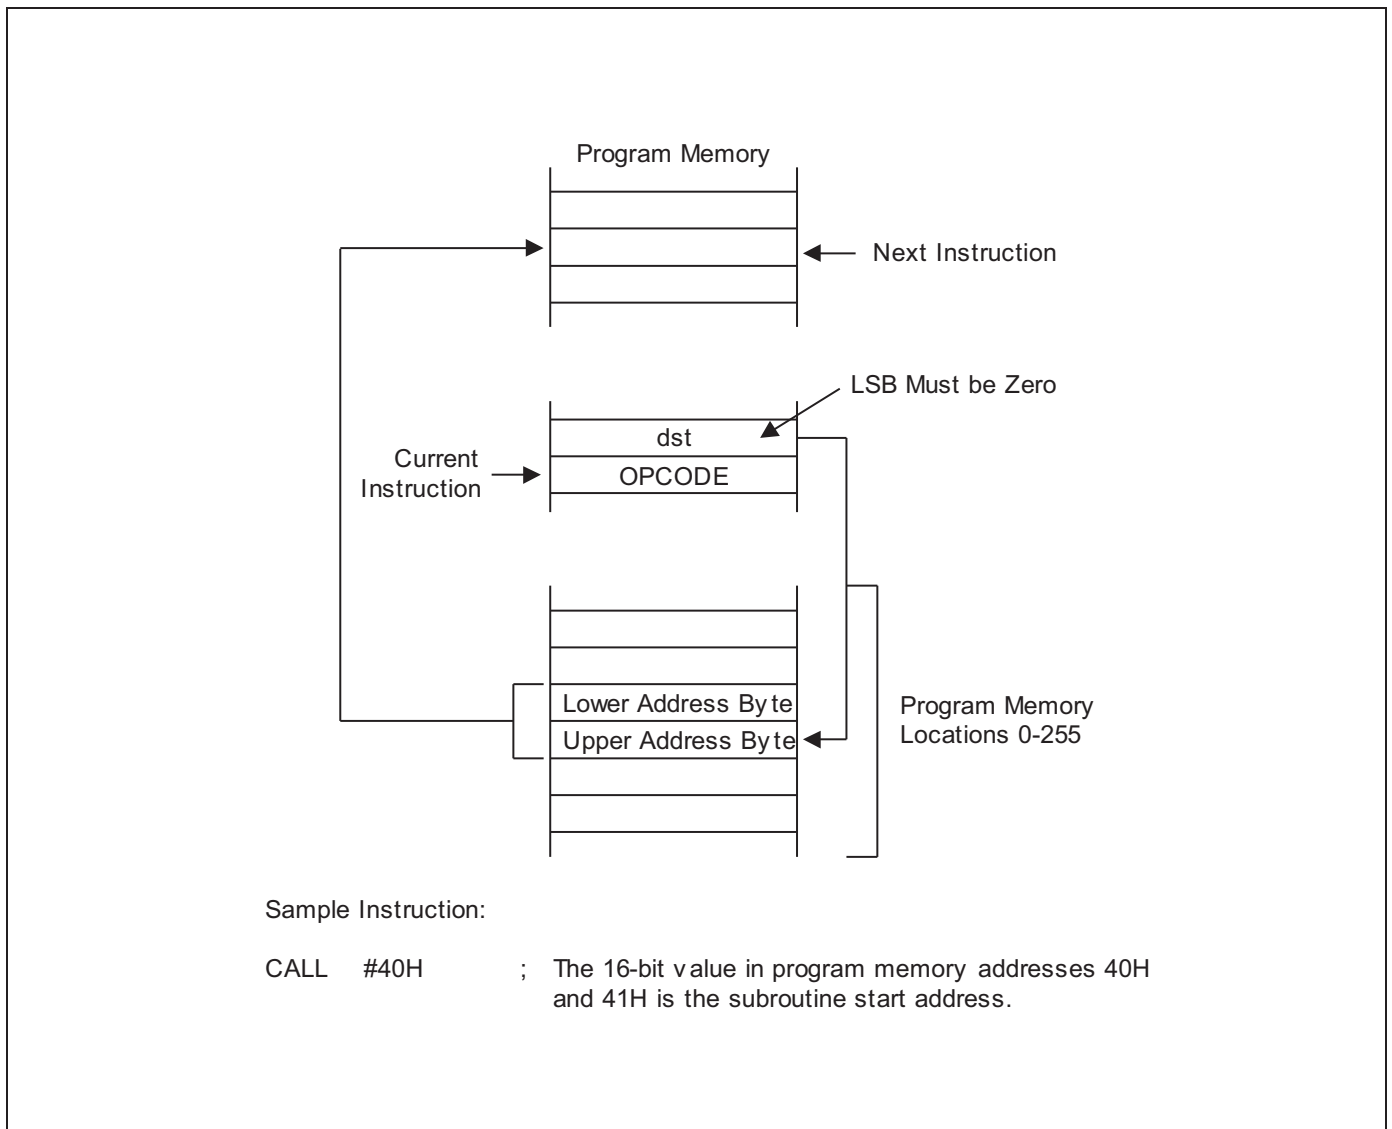 Program Memory
Next Instruction
LSB Must be Zero
dst
Current
Instruction
OPCODE
Lower Address Byte
Upper Address Byte
Program Memory
Locations 0-255
Sample Instruction:
CALL #40H ; The 16-bit value in program memory addresses 40H
and 41H is the subroutine start address.